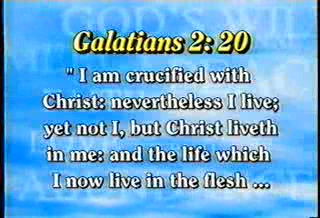 Galatians 2: 20
" I am crucified with
Christ: nevertheless I live;
yet not I, but Christ liveth
in me: and the life which
I now live in the flesh ...